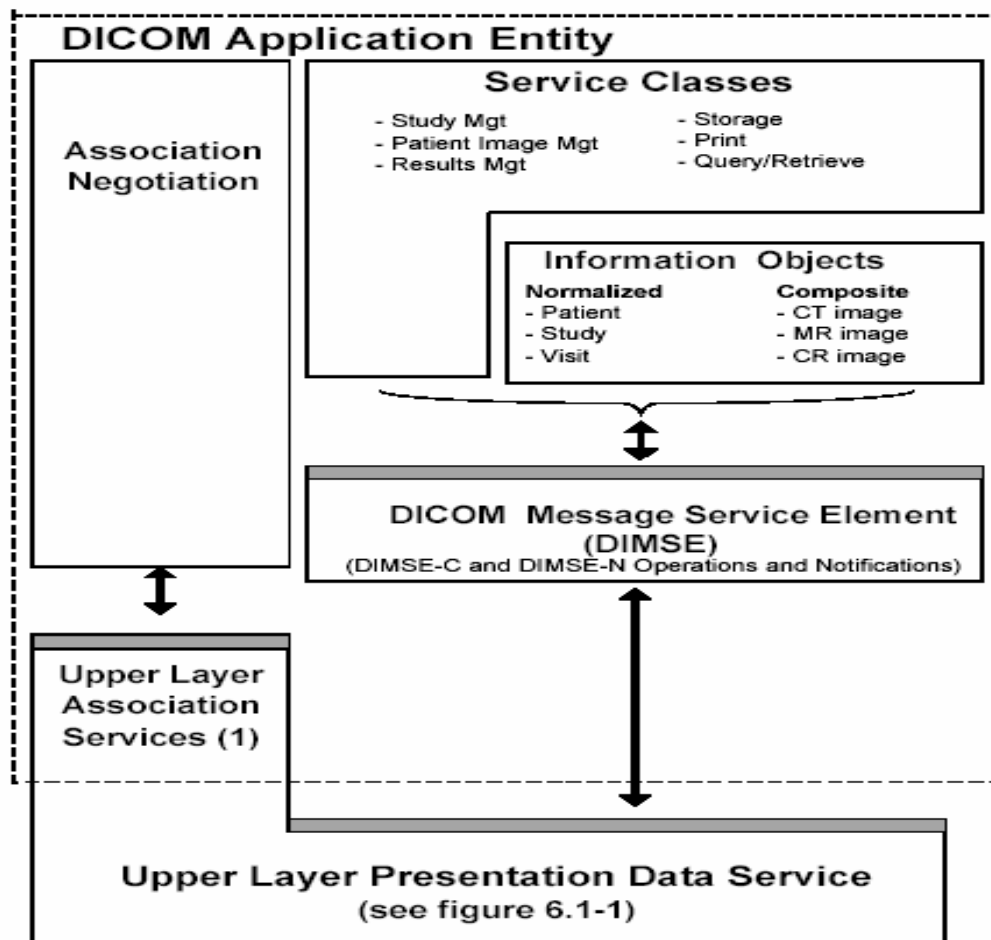 DICOM Application Entity
Association
Negotiation
Service Classes
- Study Mgt
- Patient Image Mgt
- Results Mgt
- Storage
- Print
- Query/Retrieve
Information Objects
Normalized
- Patient
- Study
- Visit
Composite
- CT image
- MR image
- CR image
DICOM Message Service Element
(DIMSE)
(DIMSE-C and DIMSE-N Operations and Notifications)
Upper Layer
Association
Services (1)
Upper Layer Presentation Data Service
(see figure 6.1-1)